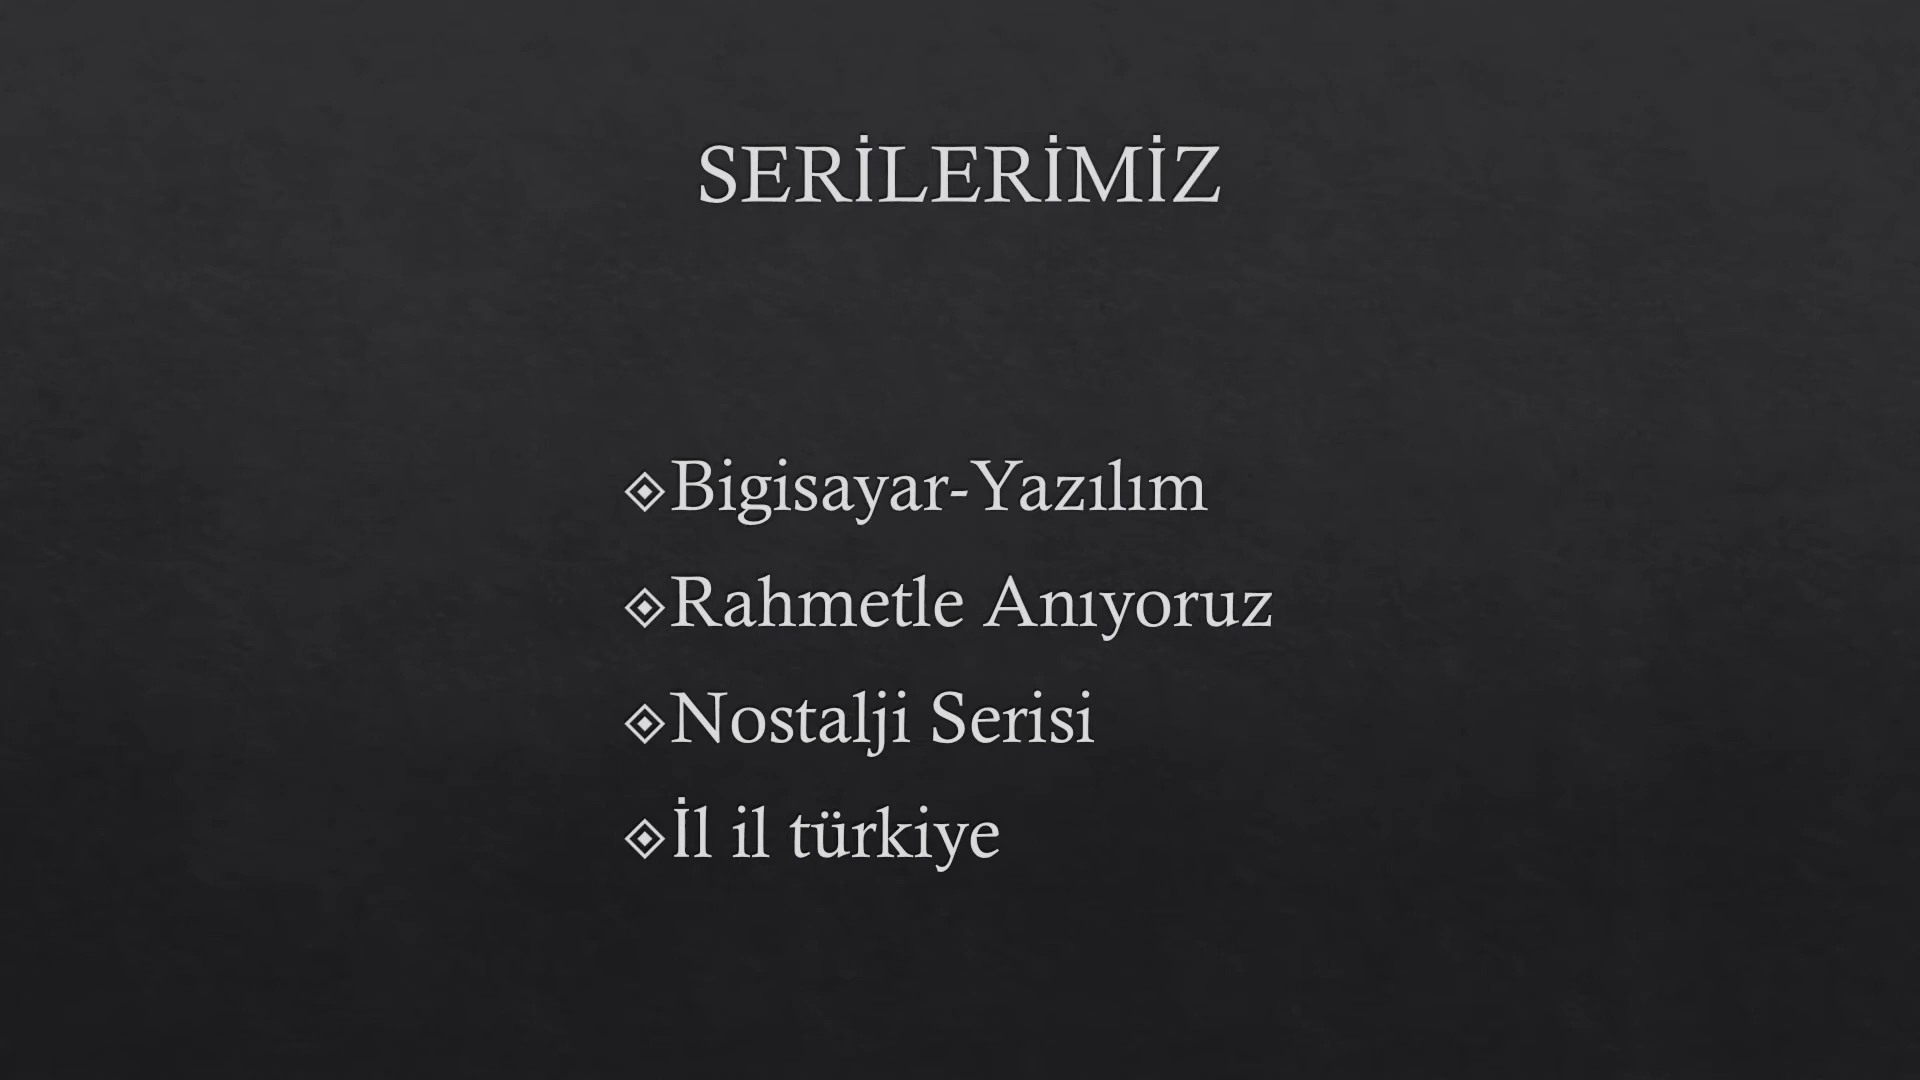 SERİLERİMİZ
Bigisayar-Yazılım
Rahmetle Anıyoruz
Nostalji Serisi
İl il türkiye